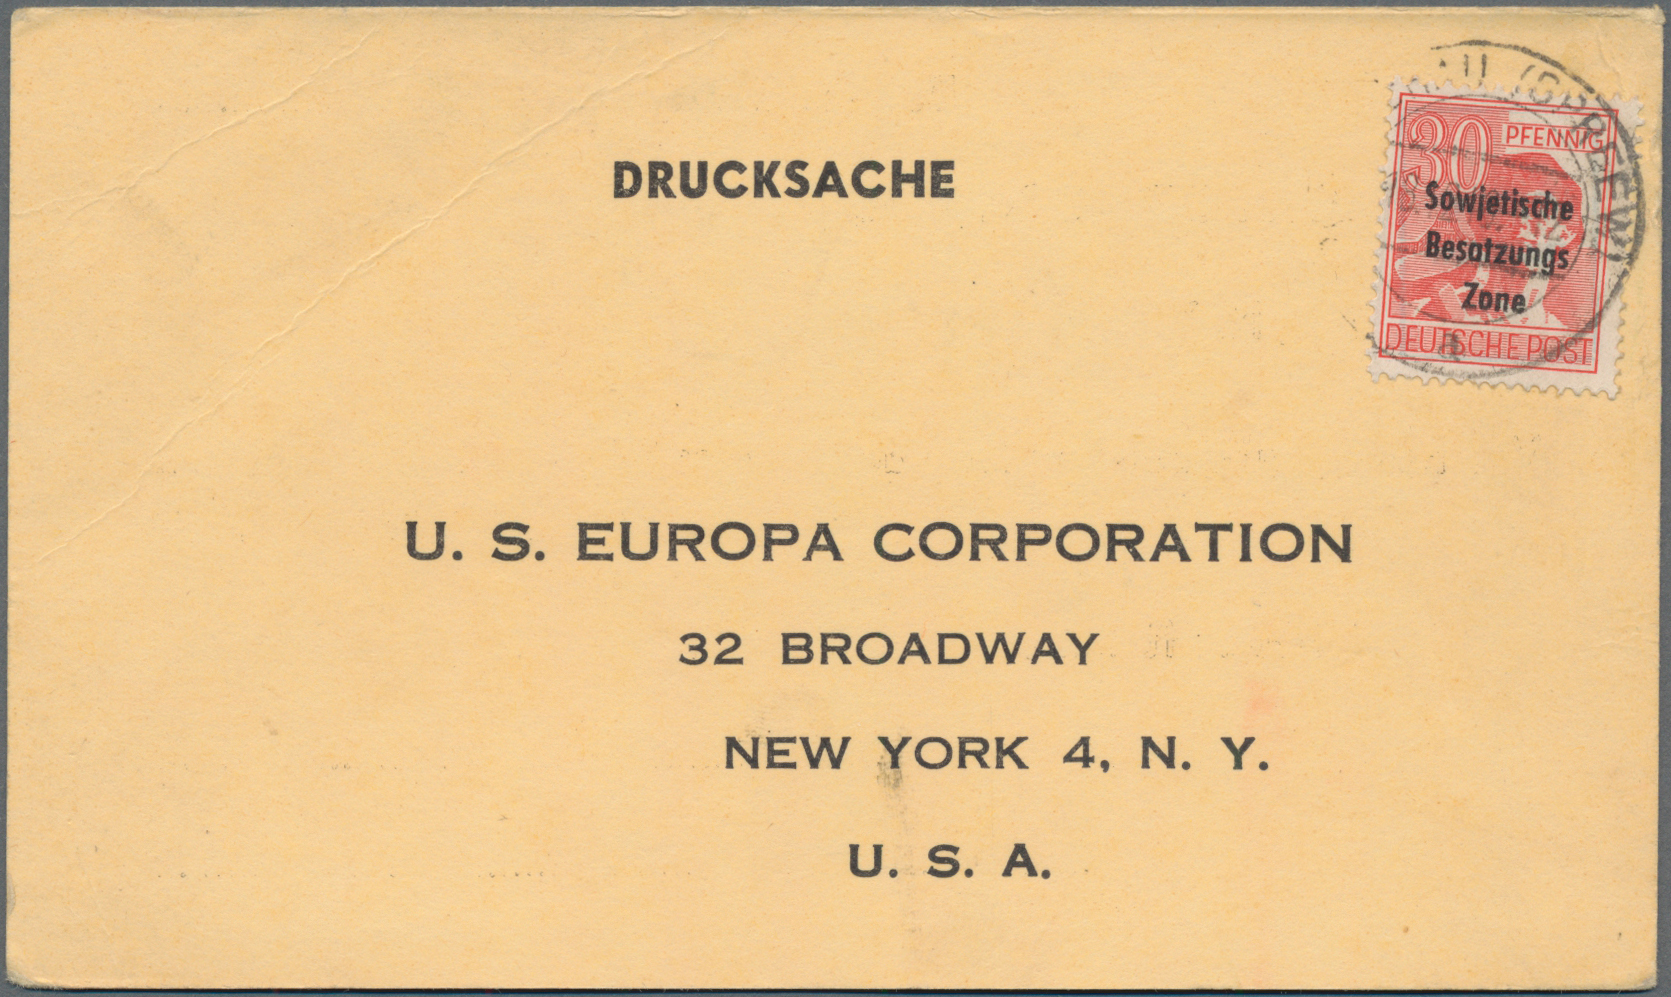 DRUCKSACHE
30 PFENNIG
Sowjetische
Besatzungs
Zone
DEUTSCHE POST
U. S. EUROPA CORPORATION
32 BROADWAY
NEW YORK 4, N. Y.
U. S. A.